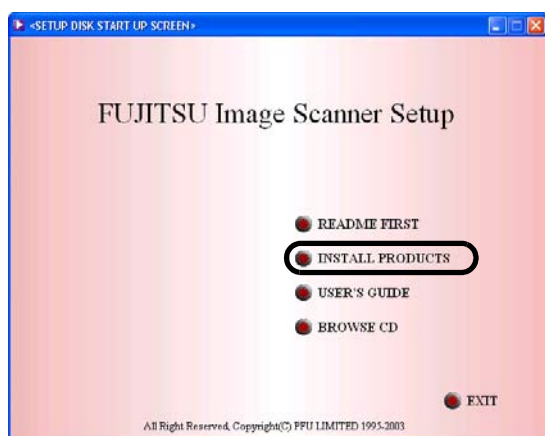 <SETUP DISK START UP SCREEN>
FUJITSU Image Scanner Setup
README FIRST
INSTALL PRODUCTS
USER'S GUIDE
BROWSE CD
EXIT
All Right Reserved, Copyright(C) PFU LIMITED 1995-2003